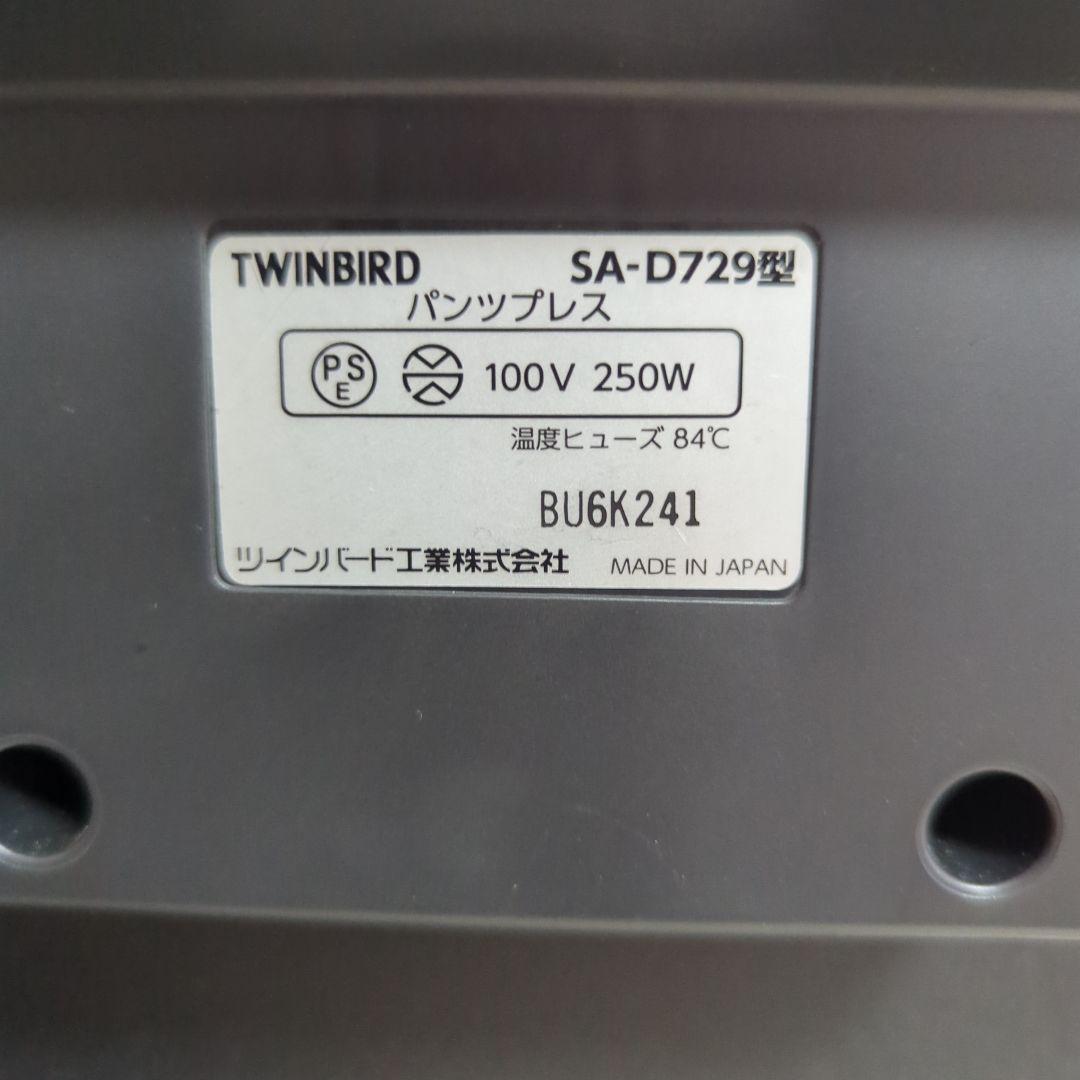 TWINBIRD SA-D729型
パンツプレス
PSE 100V 250W
温度ヒューズ 84℃
BU6K241
ツインバード工業株式会社 MADE IN JAPAN